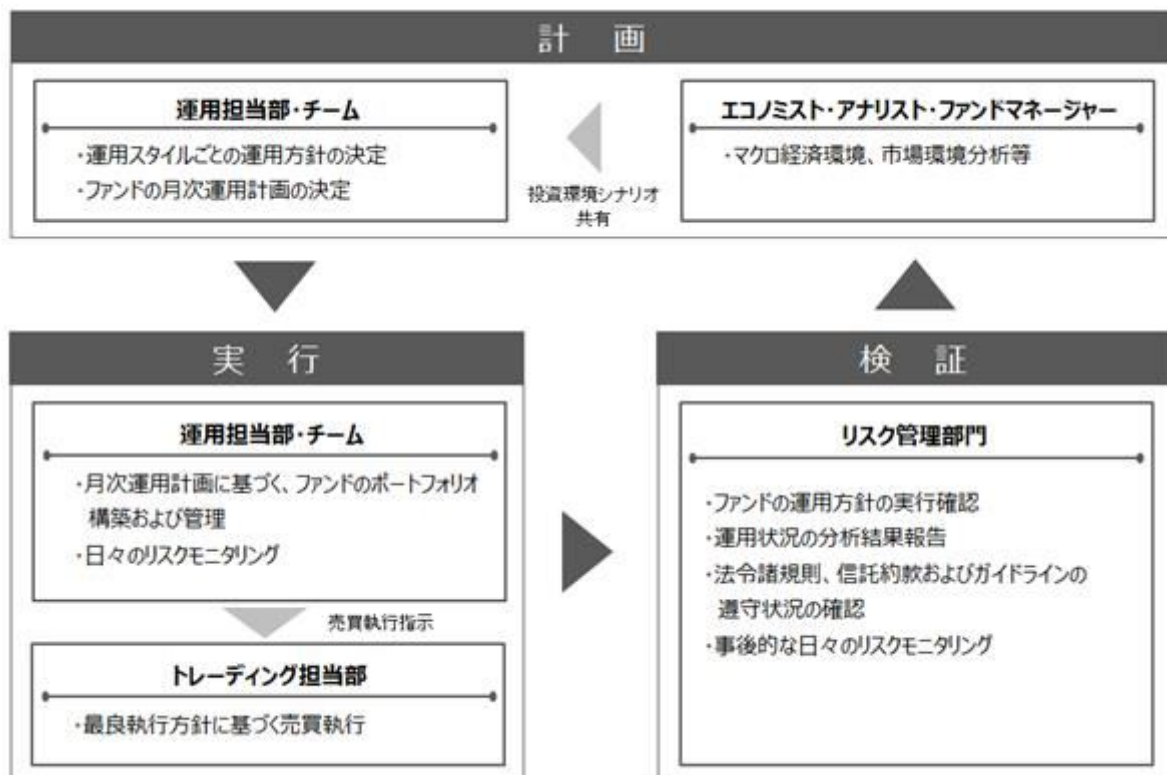 計 画
運用担当部・チーム
・運用スタイルごとの運用方針の決定
・ファンドの月次運用計画の決定
投資環境シナリオ
共有
エコノミスト・アナリスト・ファンドマネージャー
・マクロ経済環境、市場環境分析等
実 行
運用担当部・チーム
・月次運用計画に基づく、ファンドのポートフォリオ
構築および管理
・日々のリスクモニタリング
売買執行指示
トレーディング担当部
・最良執行方針に基づく売買執行
検 証
リスク管理部門
・ファンドの運用方針の実行確認
・運用状況の分析結果報告
・法令諸規則、信託約款およびガイドラインの
遵守状況の確認
・事後的な日々のリスクモニタリング